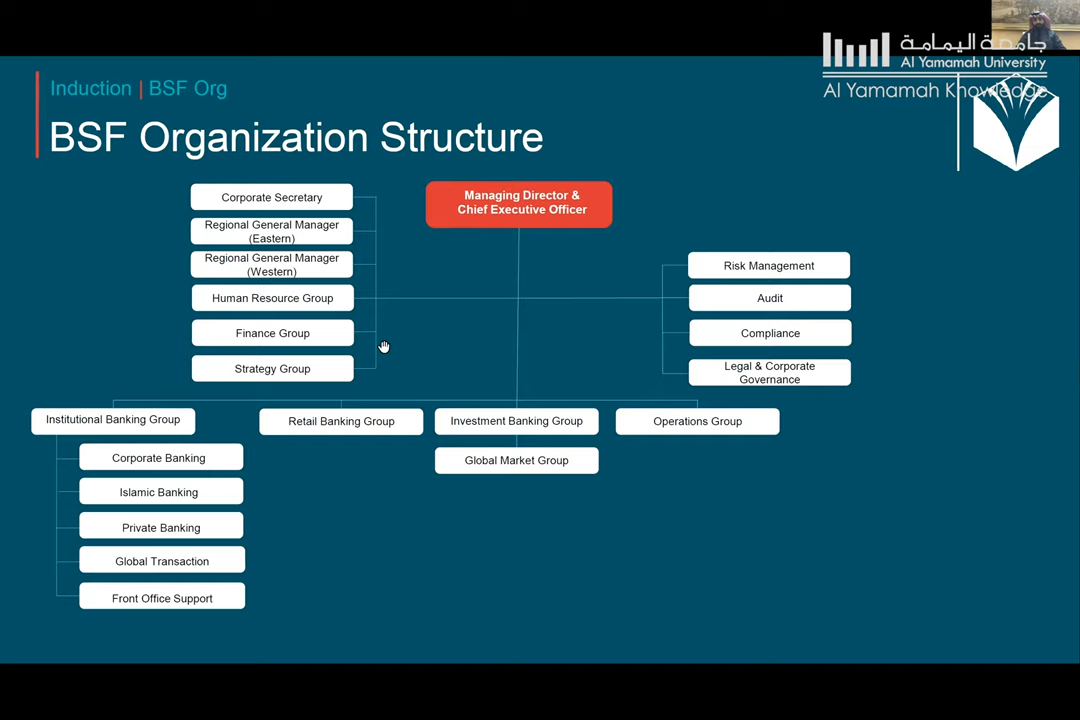 جامعة اليمامة
Al Yamamah University
Al Yamamah Knowledge
Induction | BSF Org
BSF Organization Structure
Managing Director &
Chief Executive Officer
Corporate Secretary
Regional General Manager
(Eastern)
Regional General Manager
(Western)
Human Resource Group
Finance Group
Strategy Group
Risk Management
Audit
Compliance
Legal & Corporate
Governance
Institutional Banking Group
Retail Banking Group
Investment Banking Group
Operations Group
Global Market Group
Corporate Banking
Islamic Banking
Private Banking
Global Transaction
Front Office Support